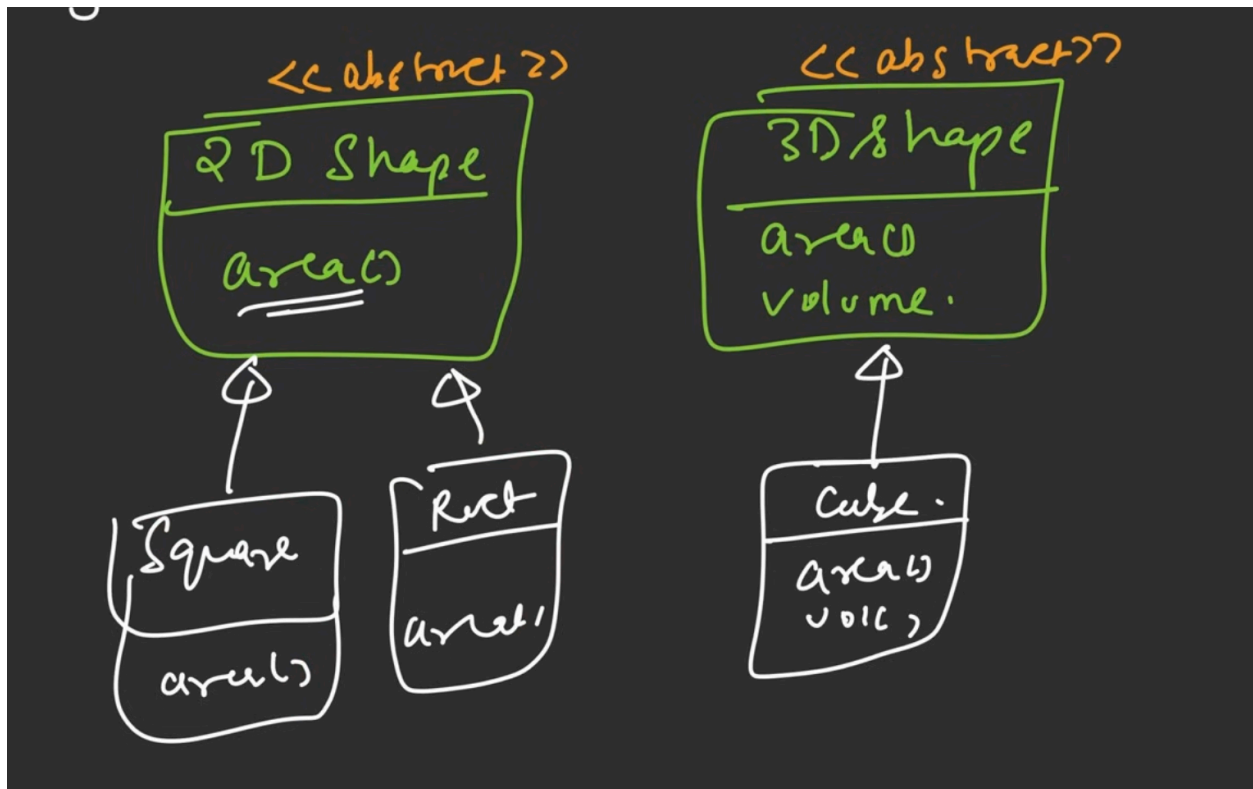 <<abstract>>
2D Shape
area()
<<abstract>>
3D Shape
area()
volume.
Square
area()
Rect
area()
Cube.
area()
vol()